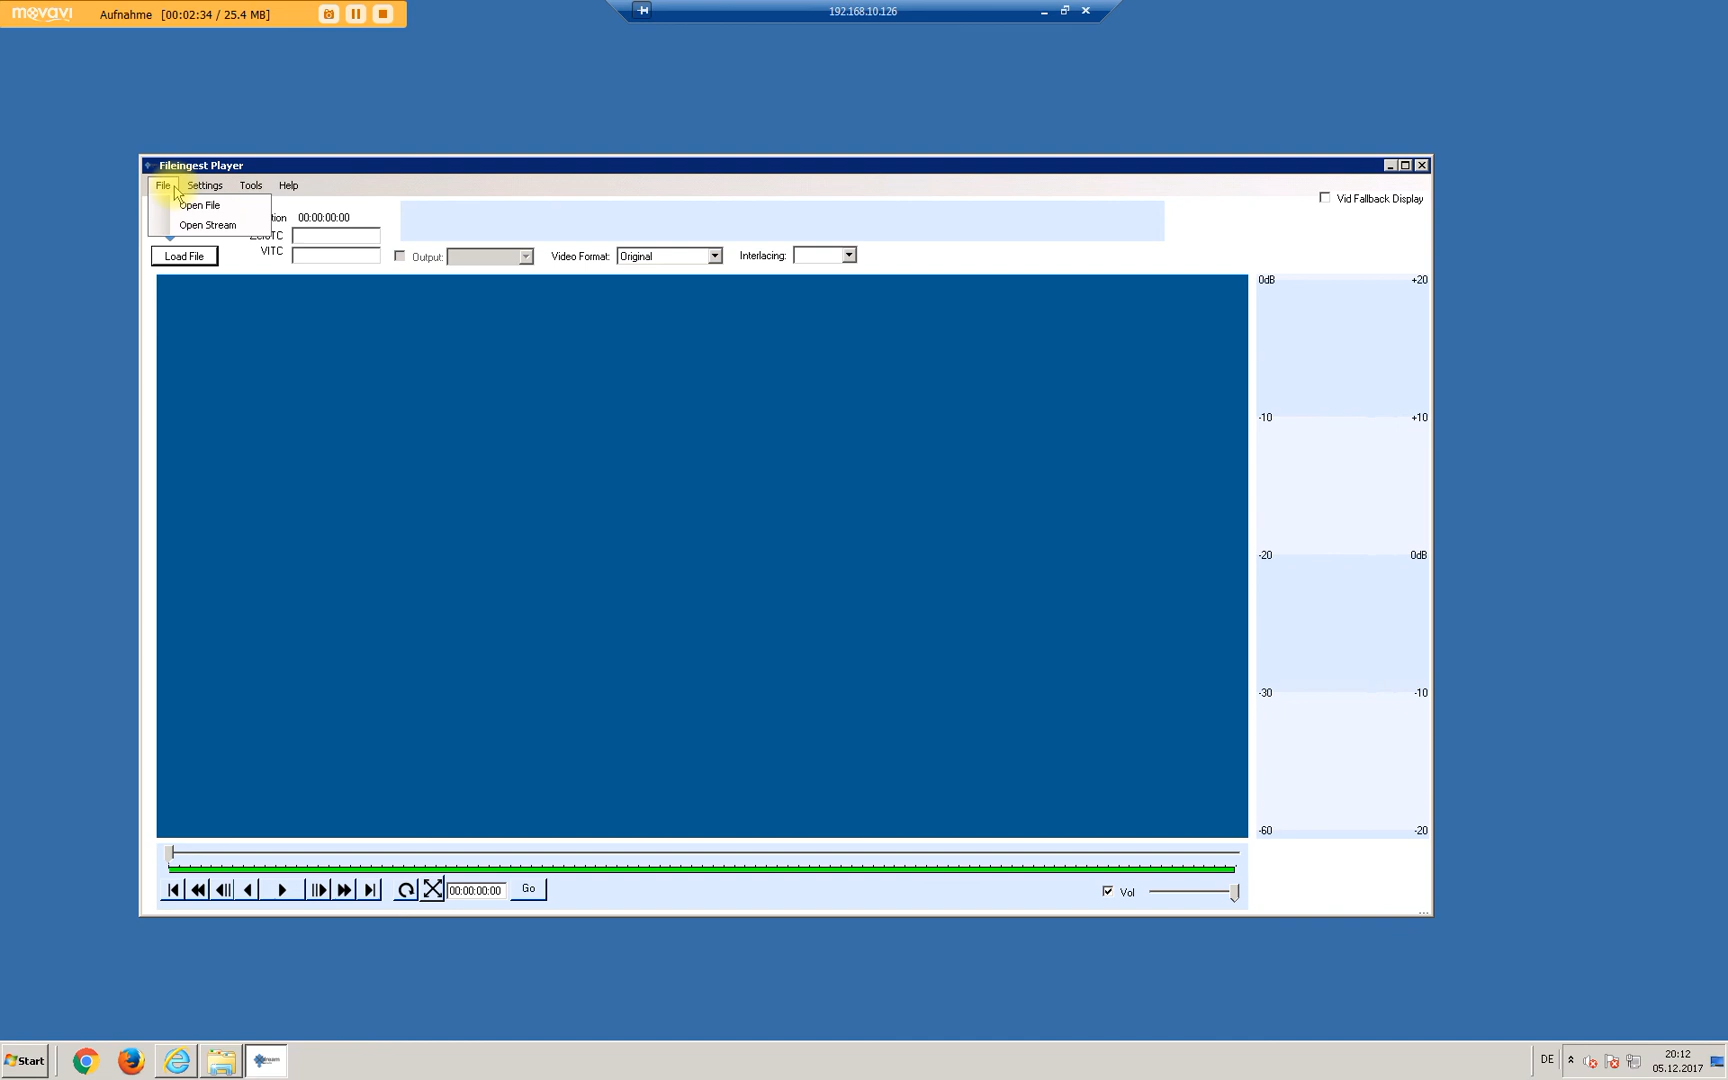 movavi Aufnahme [00:02:34 / 25.4 MB]
192.168.10.126
Fileingest Player
File Settings Tools Help
Open File
Open Stream
tion 00:00:00:00
ZeroTC
VITC
Vid Fallback Display
Load File
Output:
Video Format: Original
Interlacing:
0dB +20
-10 +10
-20 0dB
-30 -10
-60 -20
00:00:00:00 Go
Vol
Start
DE
20:12
05.12.2017